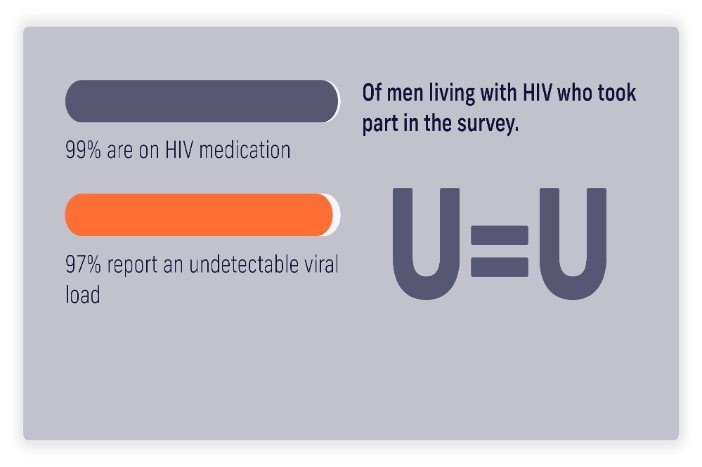 Of men living with HIV who took
part in the survey.
99% are on HIV medication
97% report an undetectable viral
load
U=U